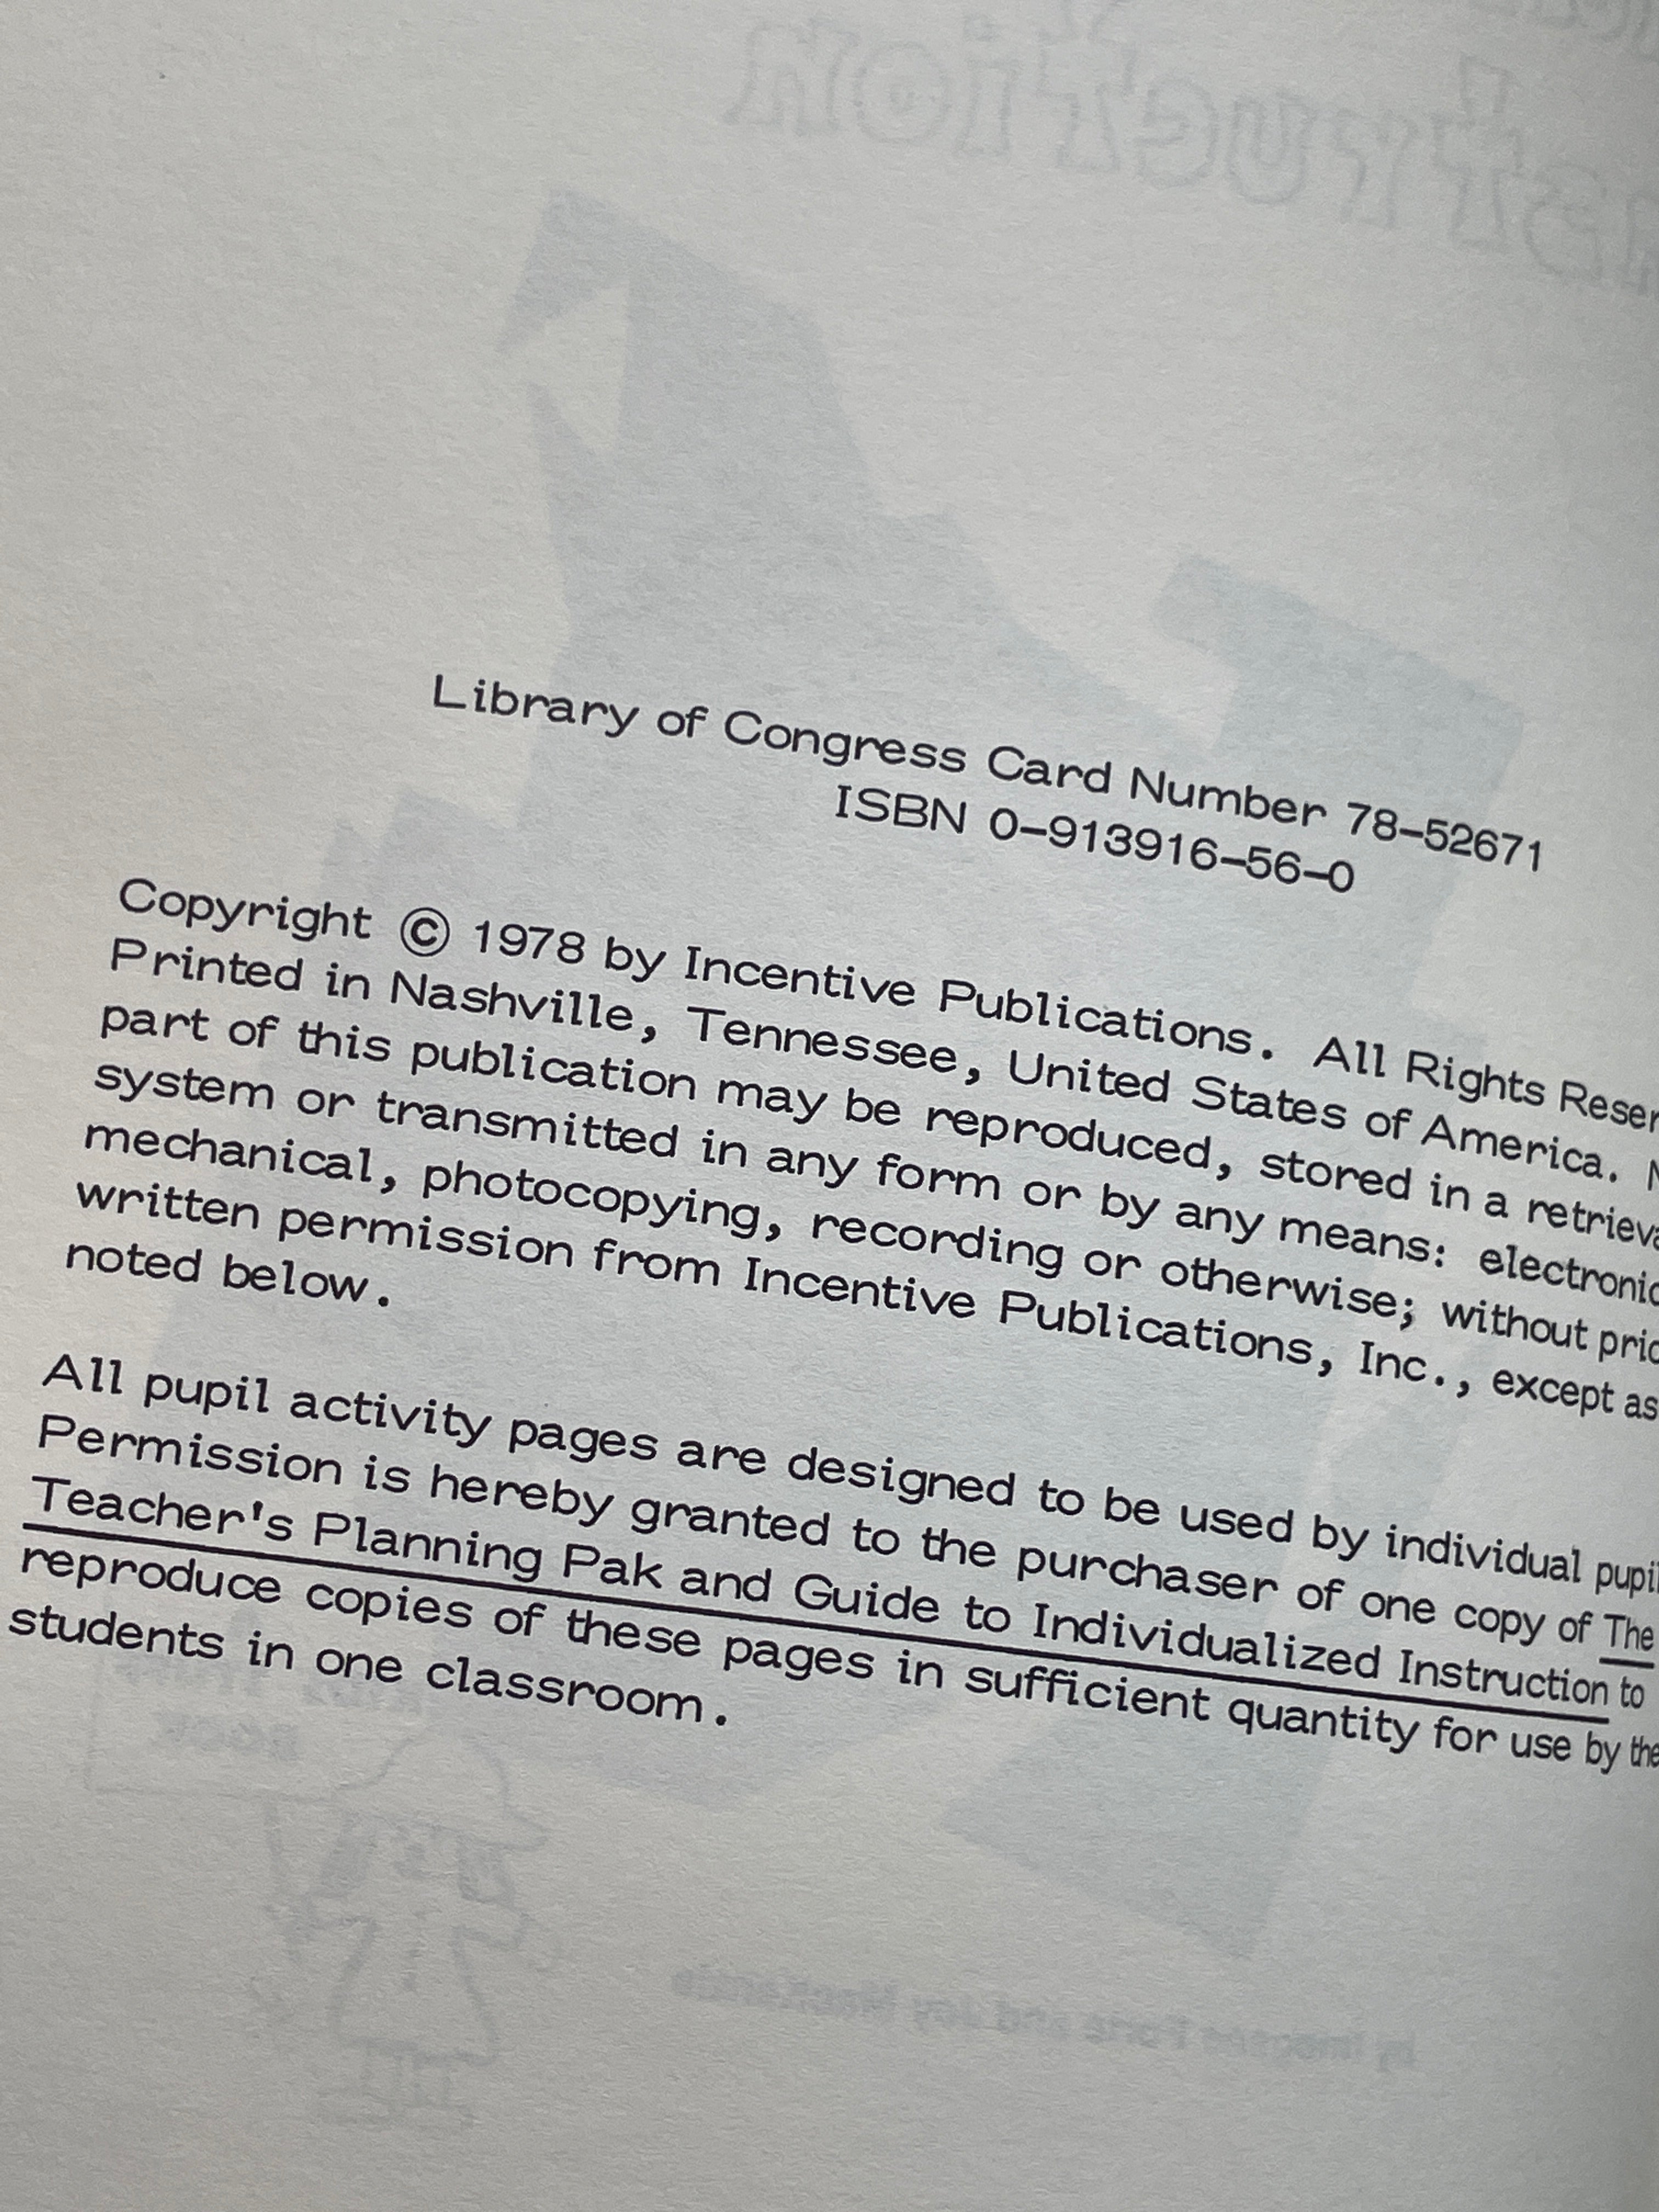 Library of Congress Card Number 78-52671
ISBN 0-913916-56-0
Copyright © 1978 by Incentive Publications. All Rights Reser
Printed in Nashville, Tennessee, United States of America. N
part of this publication may be reproduced, stored in a retrieva
system or transmitted in any form or by any means: electronic
mechanical, photocopying, recording or otherwise; without prio
written permission from Incentive Publications, Inc., except as
noted below.
All pupil activity pages are designed to be used by individual pupil
Permission is hereby granted to the purchaser of one copy of The
Teacher's Planning Pak and Guide to Individualized Instruction to
reproduce copies of these pages in sufficient quantity for use by the
students in one classroom.